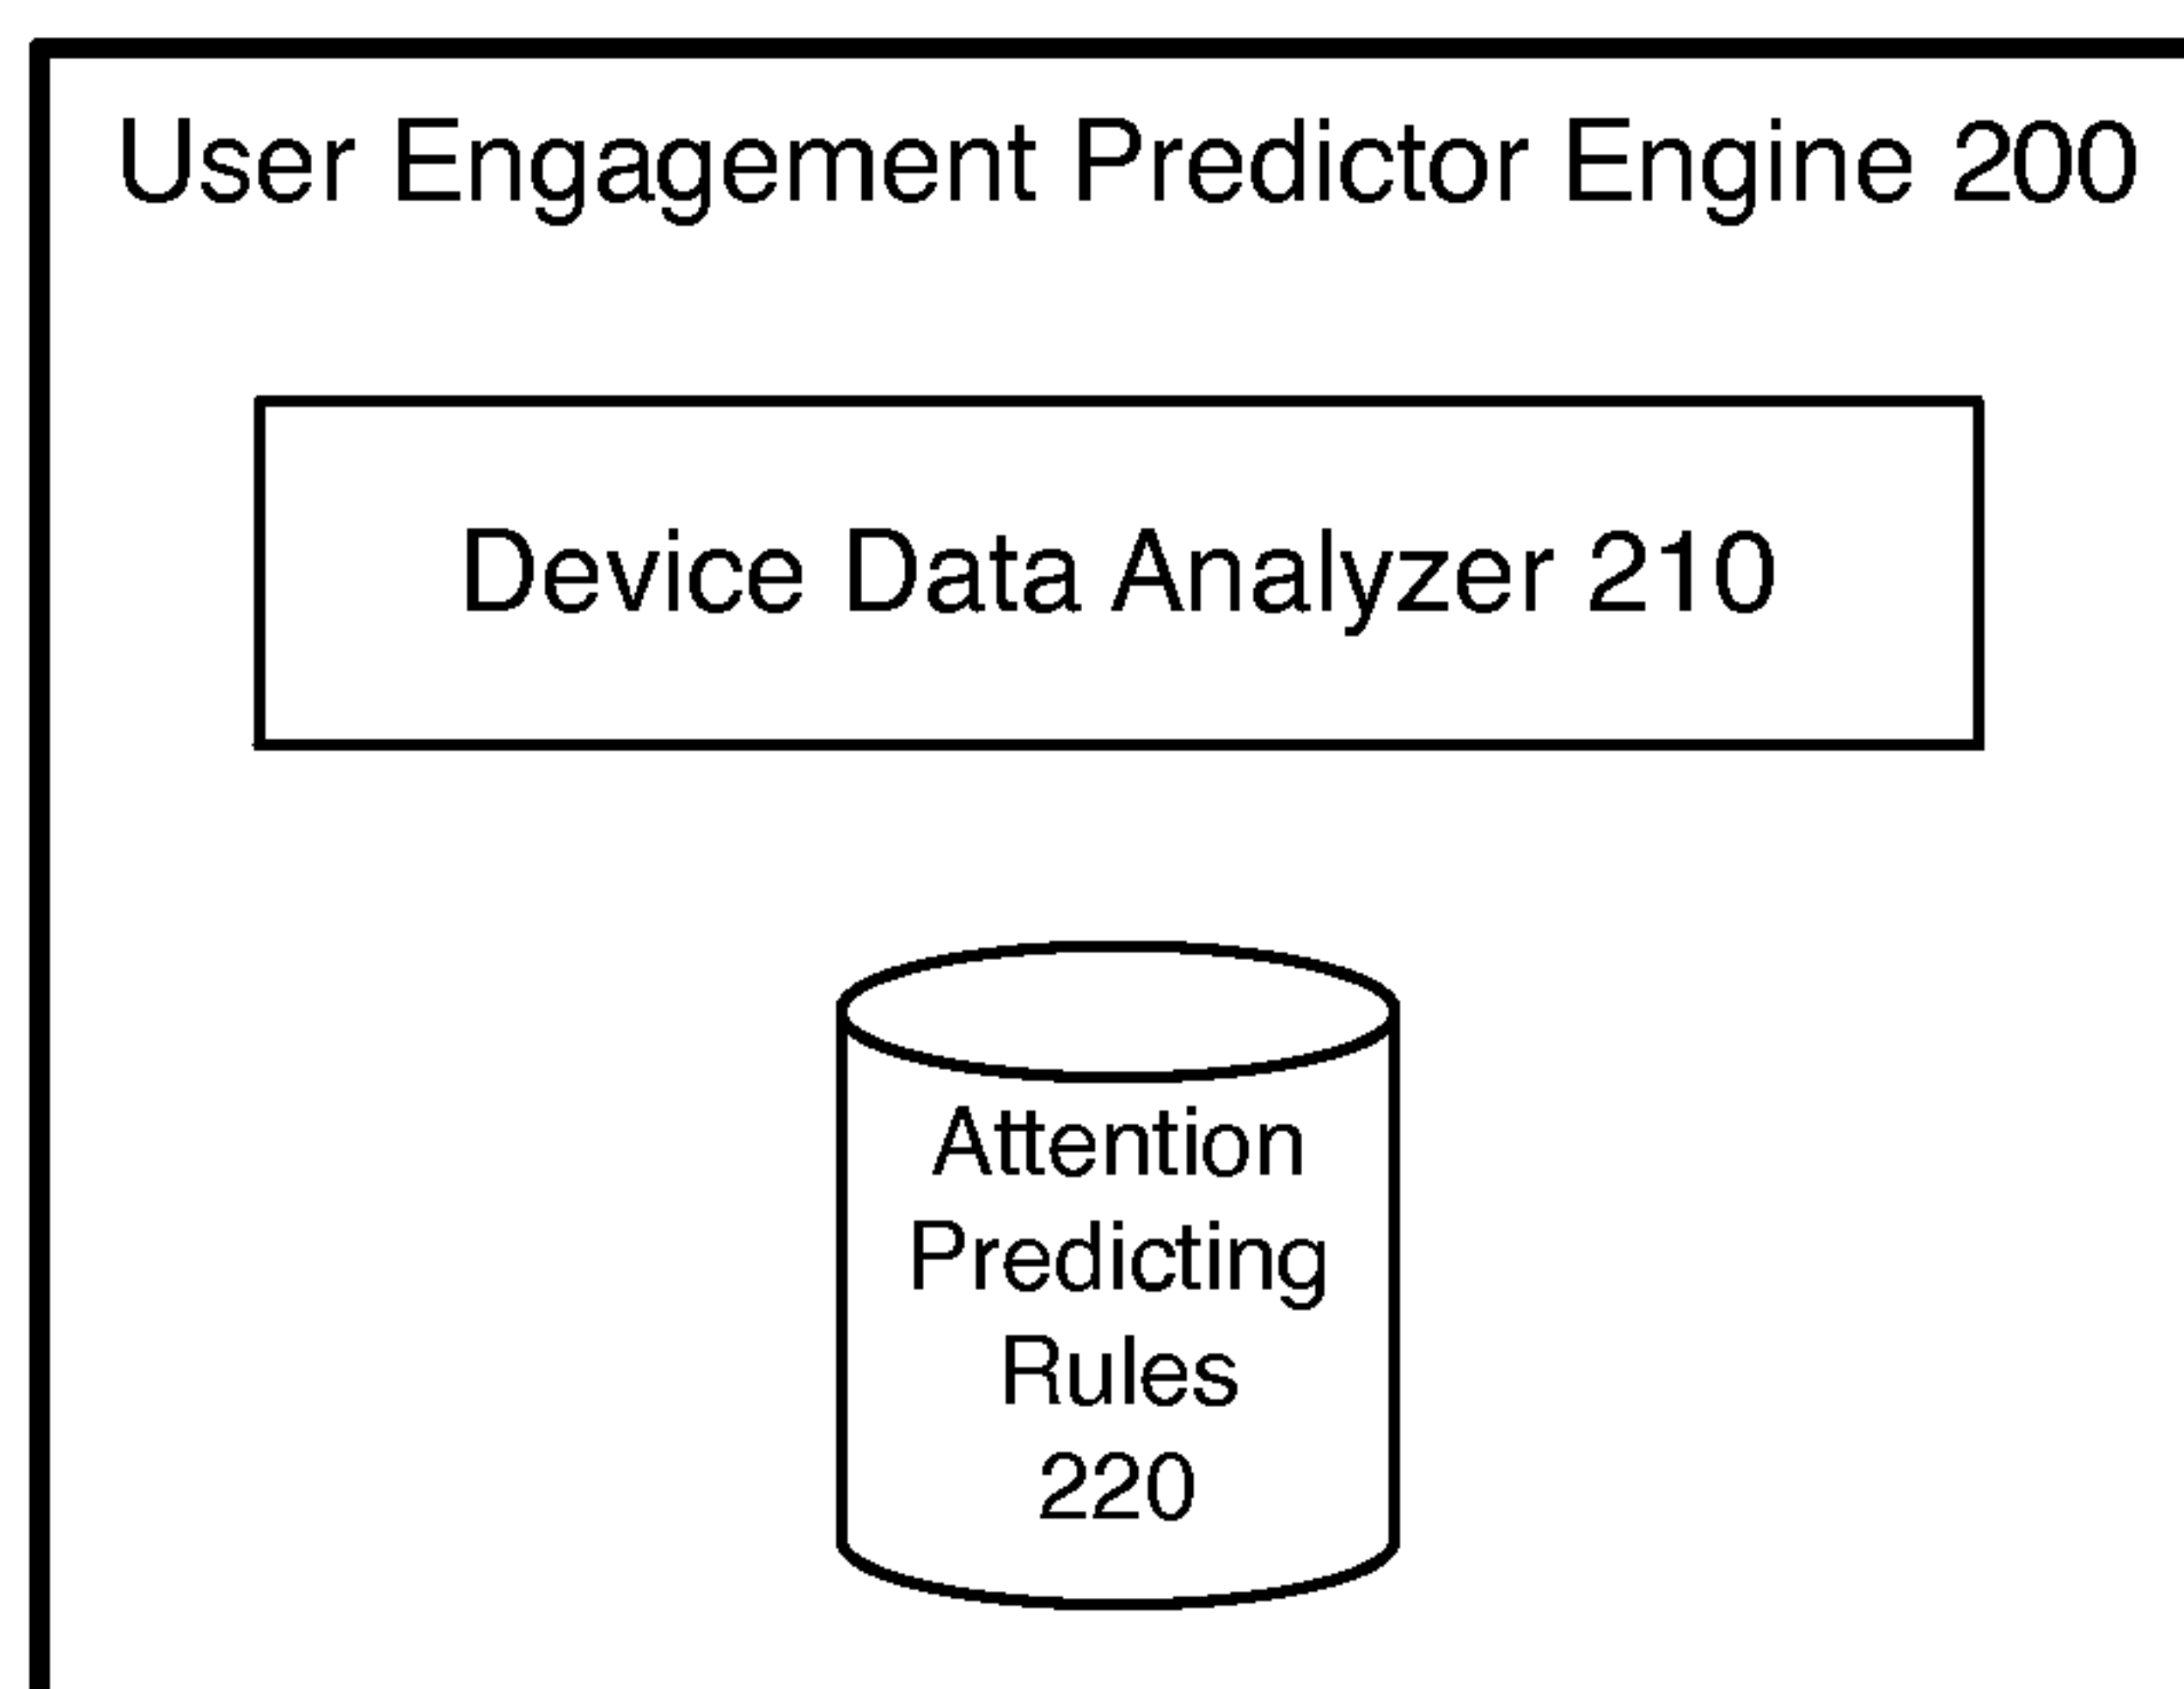 User Engagement Predictor Engine 200
Device Data Analyzer 210
Attention
Predicting
Rules
220